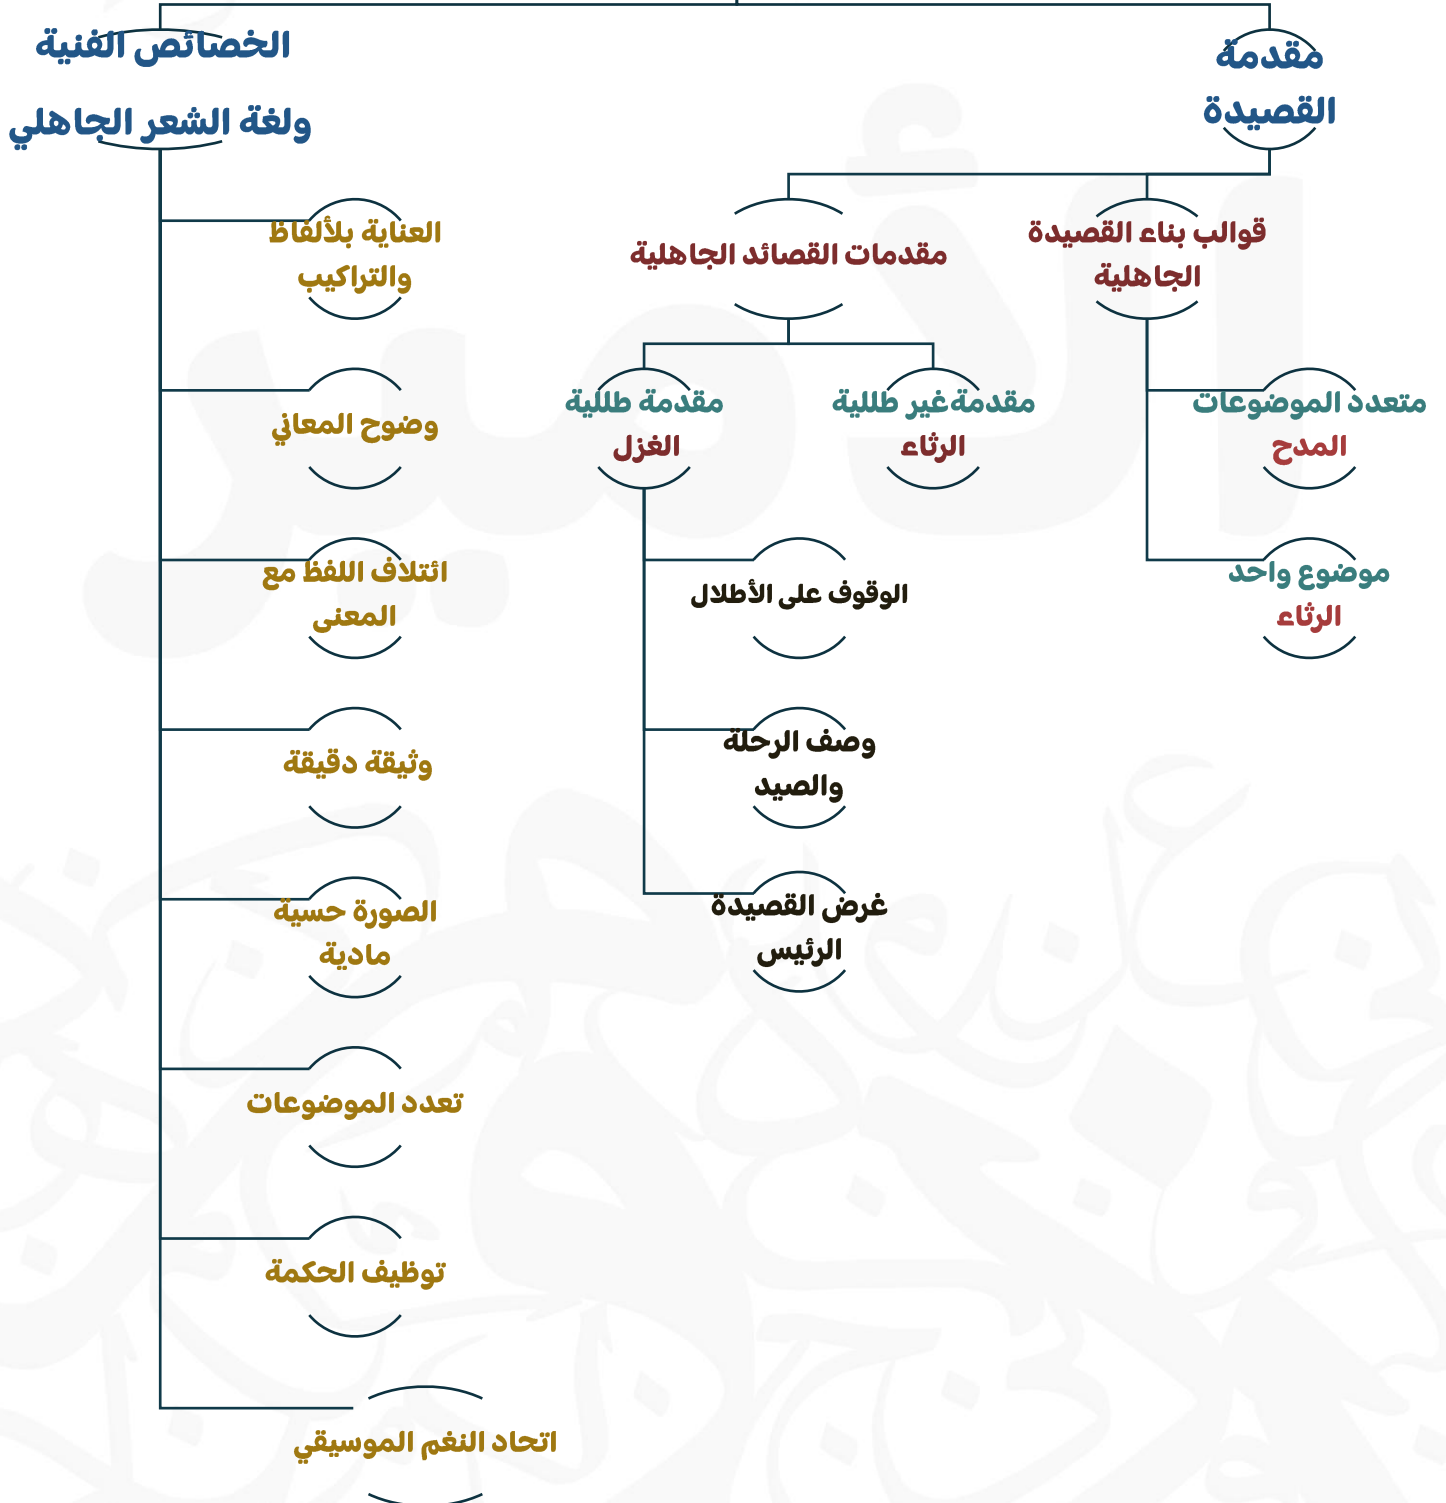 مقدمة
القصيدة
قوالب بناء القصيدة
الجاهلية
متعدد الموضوعات
المدح
موضوع واحد
الرثاء
مقدمات القصائد الجاهلية
مقدمة غير طللية
الرثاء
مقدمة طللية
الغزل
الوقوف على الأطلال
وصف الرحلة
والصيد
غرض القصيدة
الرئيس
الخصائص الفنية
ولغة الشعر الجاهلي
العناية بلألفاظ
والتراكيب
وضوح المعاني
ائتلاف اللفظ مع
المعنى
وثيقة دقيقة
الصورة حسية
مادية
تعدد الموضوعات
توظيف الحكمة
اتحاد النغم الموسيقي
الأمير